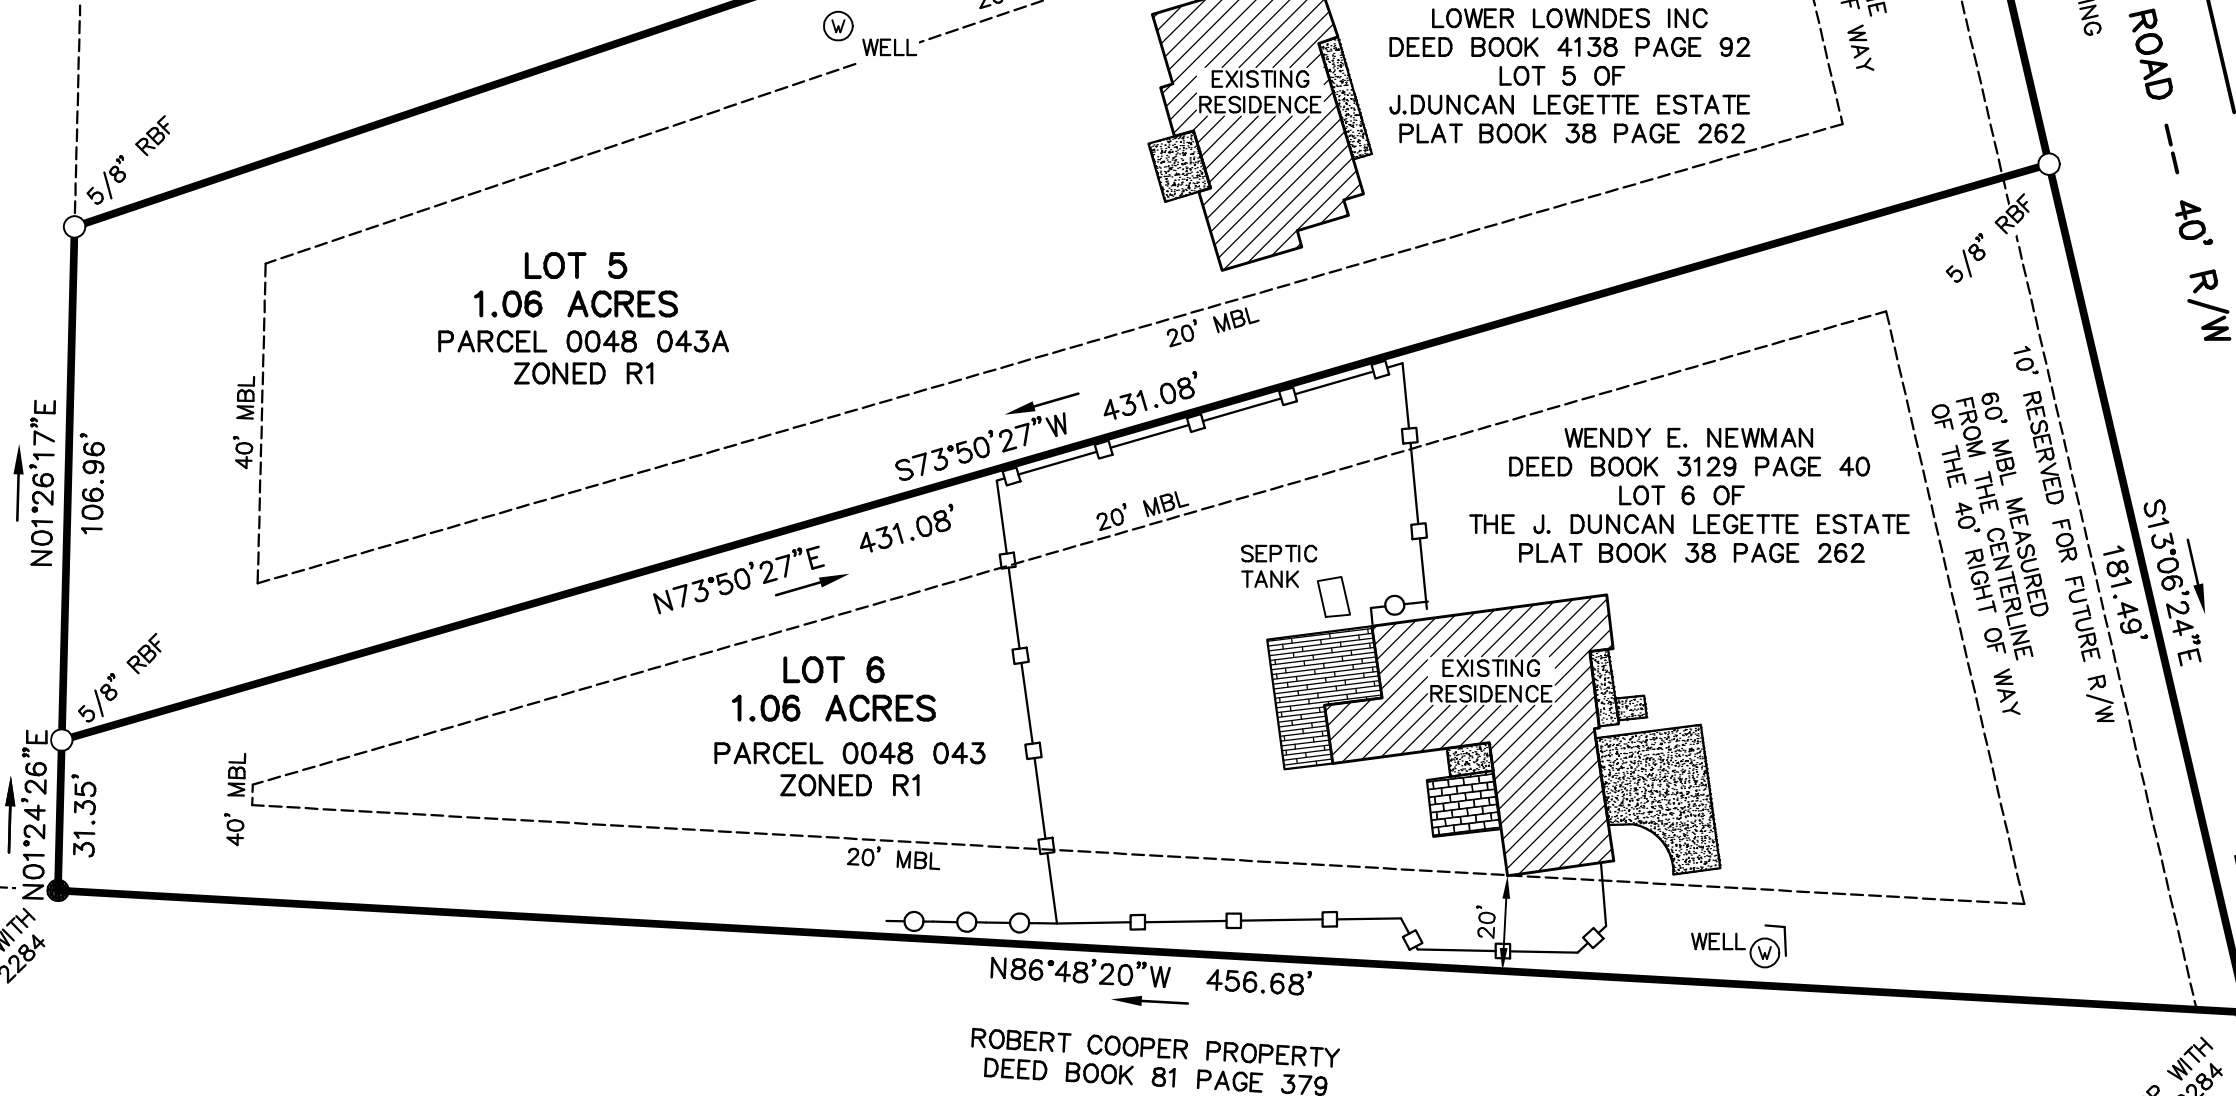 LOWER LOWNDES INC
DEED BOOK 4138 PAGE 92
LOT 5 OF
J.DUNCAN LEGETTE ESTATE
PLAT BOOK 38 PAGE 262
W
WELL
EXISTING
RESIDENCE
WAY
ROAD -- 40' R/W
5/8" RBF
LOT 5
1.06 ACRES
PARCEL 0048 043A
ZONED R1
40' MBL
20' MBL
5/8" RBF
N01°26'17"E
106.96'
S73°50'27"W 431.08'
N73°50'27"E 431.08'
20' MBL
WENDY E. NEWMAN
DEED BOOK 3129 PAGE 40
LOT 6 OF
THE J. DUNCAN LEGETTE ESTATE
PLAT BOOK 38 PAGE 262
10' RESERVED FOR FUTURE R/W
60' MBL MEASURED
FROM THE CENTERLINE
OF THE 40' RIGHT OF WAY
S13°06'24"E
181.49'
SEPTIC
TANK
EXISTING
RESIDENCE
5/8" RBF
LOT 6
1.06 ACRES
PARCEL 0048 043
ZONED R1
40' MBL
N01°24'26"E
31.35'
20' MBL
20'
WELL
W
WITH
2284
N86°48'20"W 456.68'
ROBERT COOPER PROPERTY
DEED BOOK 81 PAGE 379
WITH